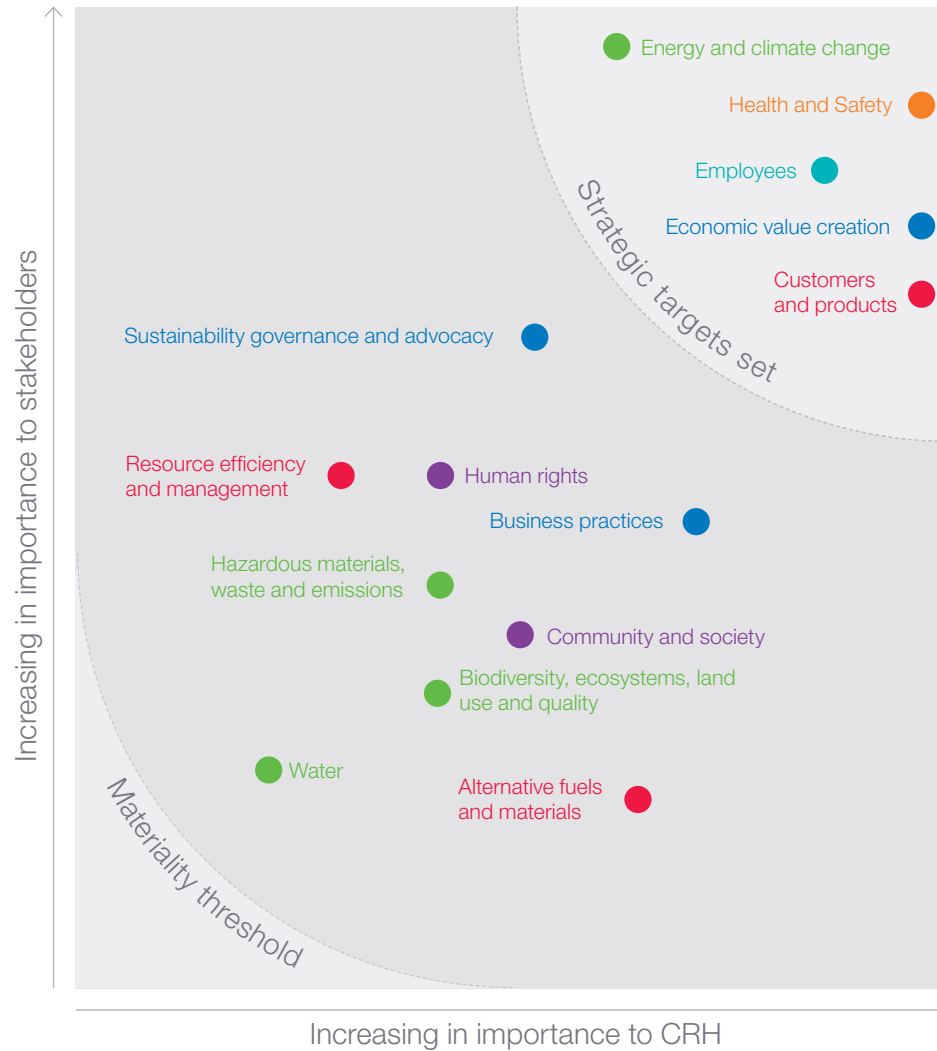 Increasing in importance to stakeholders
Energy and climate change
Health and Safety
Employees
Economic value creation
Customers
and products
Strategic targets set
Sustainability governance and advocacy
Resource efficiency
and management
Human rights
Business practices
Hazardous materials,
waste and emissions
Community and society
Biodiversity, ecosystems, land
use and quality
Water
Alternative fuels
and materials
Materiality threshold
Increasing in importance to CRH